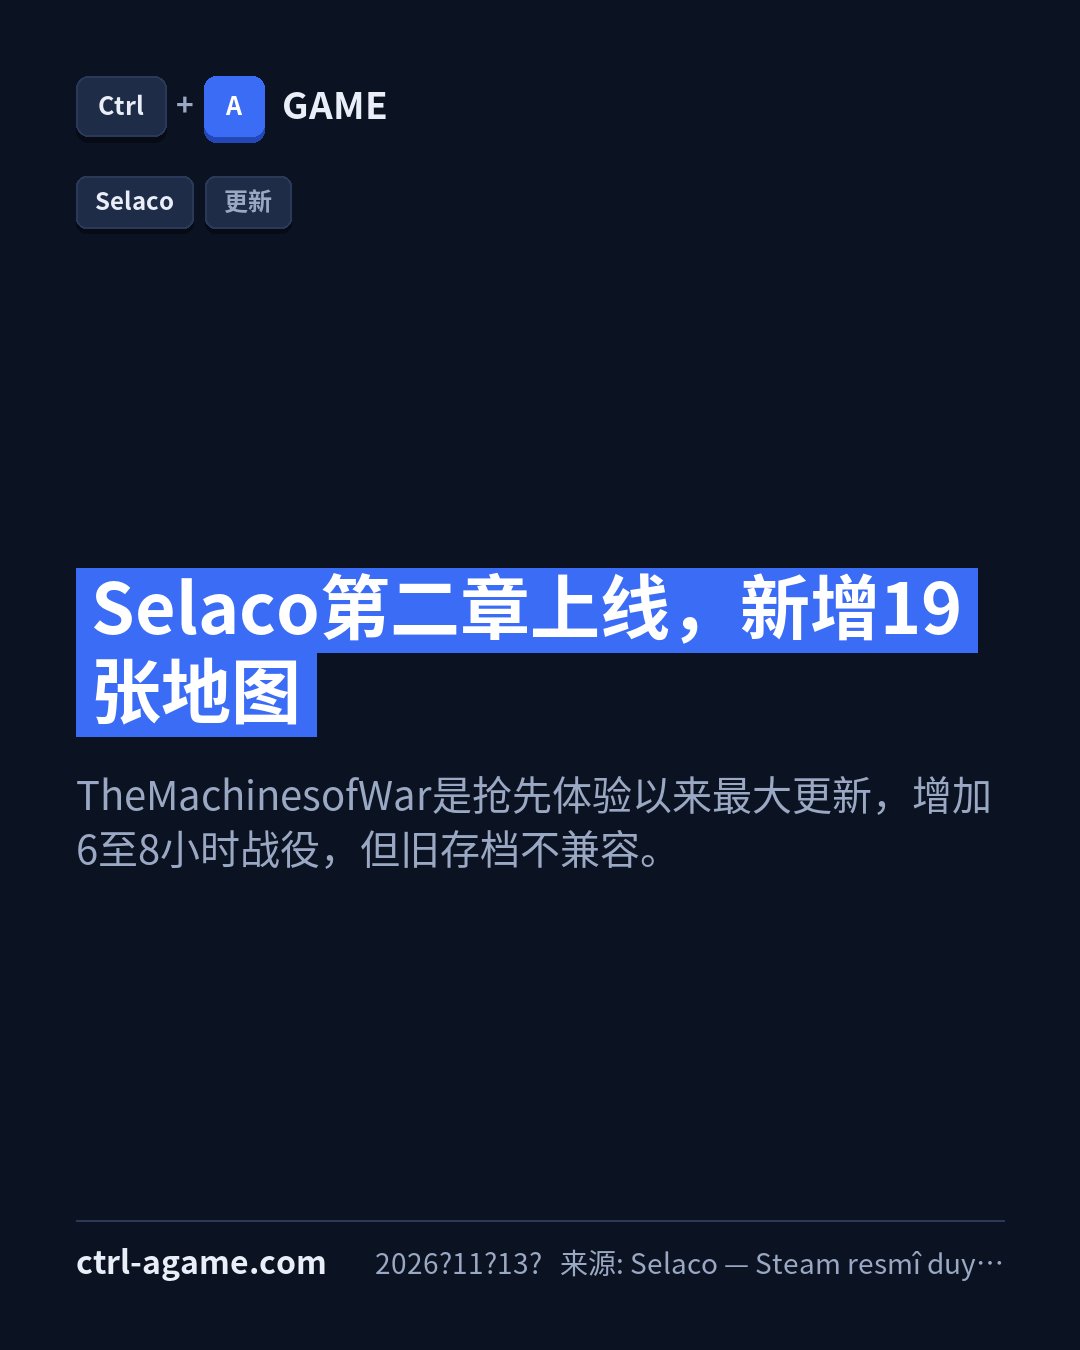 Ctrl + A GAME
Selaco 更新
Selaco第二章上线，新增19
张地图
TheMachinesofWar是抢先体验以来最大更新，增加
6至8小时战役，但旧存档不兼容。
ctrl-agame.com 2026?11?13? 来源: Selaco — Steam resmî duy…